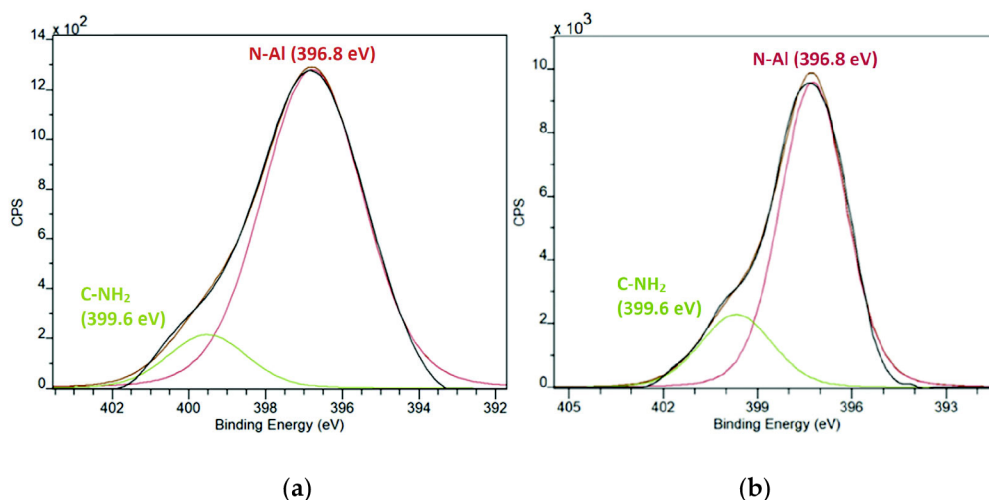 x 10²
14
12
10
8
6
4
2
0
CPS
N-Al (396.8 eV)
C-NH₂
(399.6 eV)
402 400 398 396 394 392
Binding Energy (eV)
(a)
x 10³
10
8
6
4
2
0
CPS
N-Al (396.8 eV)
C-NH₂
(399.6 eV)
405 402 399 396 393
Binding Energy (eV)
(b)